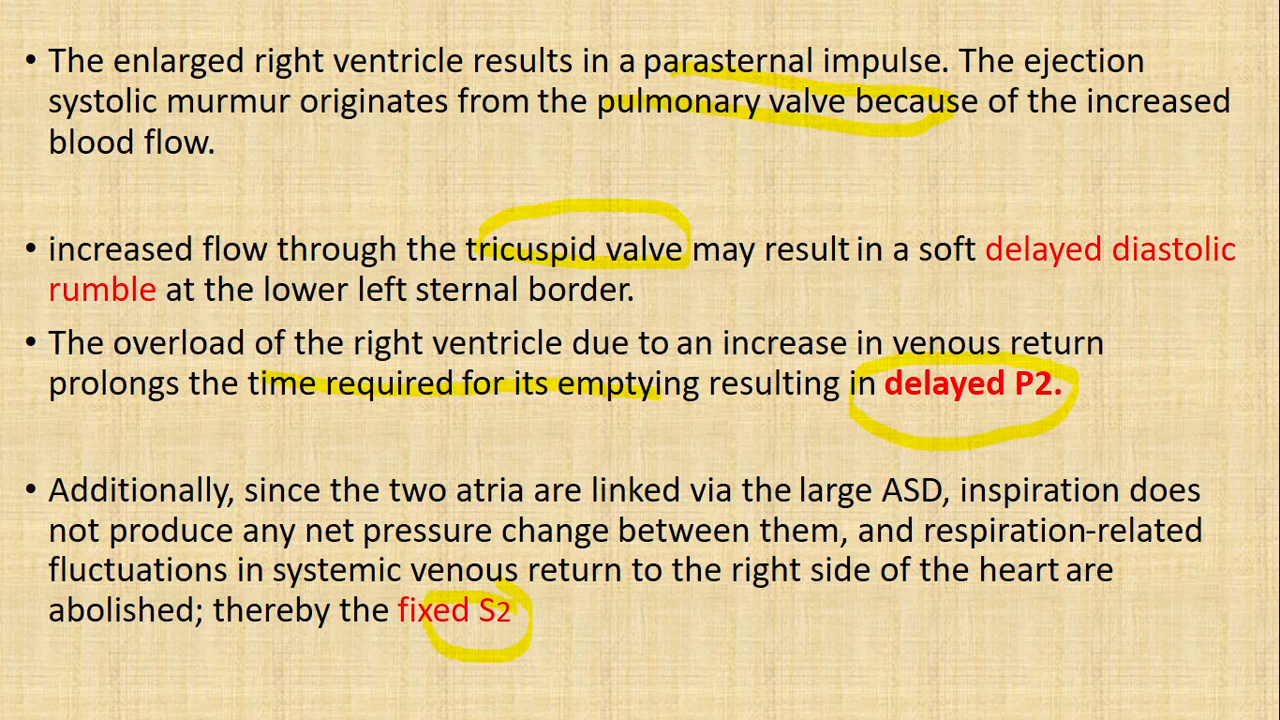 • The enlarged right ventricle results in a parasternal impulse. The ejection
systolic murmur originates from the pulmonary valve because of the increased
blood flow.
• increased flow through the tricuspid valve may result in a soft delayed diastolic
rumble at the lower left sternal border.
• The overload of the right ventricle due to an increase in venous return
prolongs the time required for its emptying resulting in delayed P2.
• Additionally, since the two atria are linked via the large ASD, inspiration does
not produce any net pressure change between them, and respiration-related
fluctuations in systemic venous return to the right side of the heart are
abolished; thereby the fixed S2